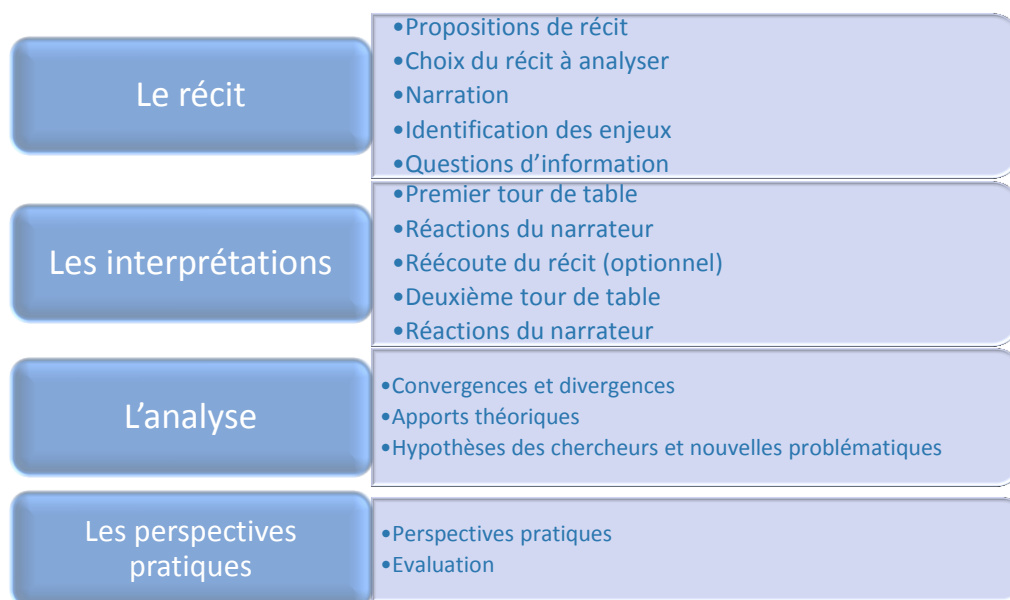 Le récit
•Propositions de récit
•Choix du récit à analyser
•Narration
•Identification des enjeux
•Questions d'information
Les interprétations
•Premier tour de table
•Réactions du narrateur
•Réécoute du récit (optionnel)
•Deuxième tour de table
•Réactions du narrateur
L'analyse
•Convergences et divergences
•Apports théoriques
•Hypothèses des chercheurs et nouvelles problématiques
Les perspectives
pratiques
•Perspectives pratiques
•Evaluation